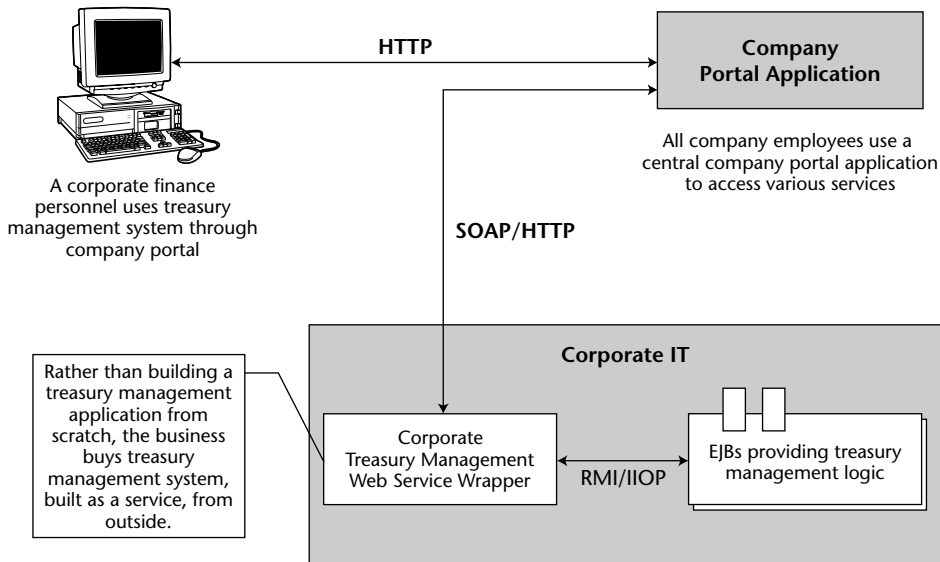 HTTP
Company
Portal Application
All company employees use a
central company portal application
to access various services
A corporate finance
personnel uses treasury
management system through
company portal
SOAP/HTTP
Corporate IT
Rather than building a
treasury management
application from
scratch, the business
buys treasury
management system,
built as a service, from
outside.
Corporate
Treasury Management
Web Service Wrapper
RMI/IIOP
EJBs providing treasury
management logic